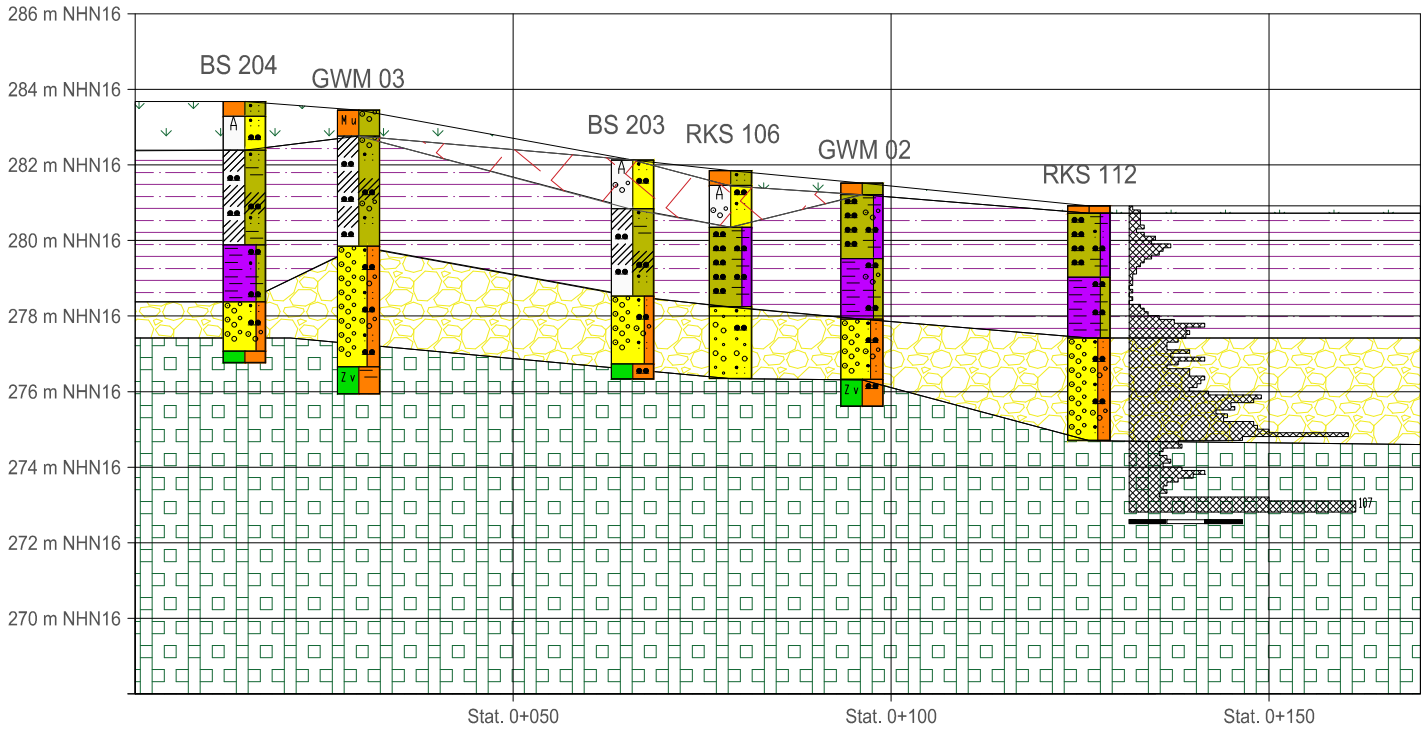 286 m NHN16
284 m NHN16
282 m NHN16
280 m NHN16
278 m NHN16
276 m NHN16
274 m NHN16
272 m NHN16
270 m NHN16
BS 204
GWM 03
BS 203
RKS 106
GWM 02
RKS 112
A
Mu
A
A
Zv
Zv
107
Stat. 0+050
Stat. 0+100
Stat. 0+150